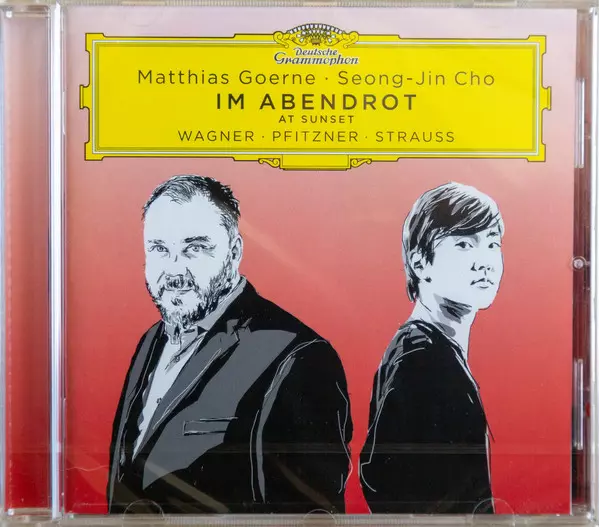 Deutsche
Grammophon
Matthias Goerne · Seong-Jin Cho
IM ABENDROT
AT SUNSET
WAGNER · PFITZNER · STRAUSS